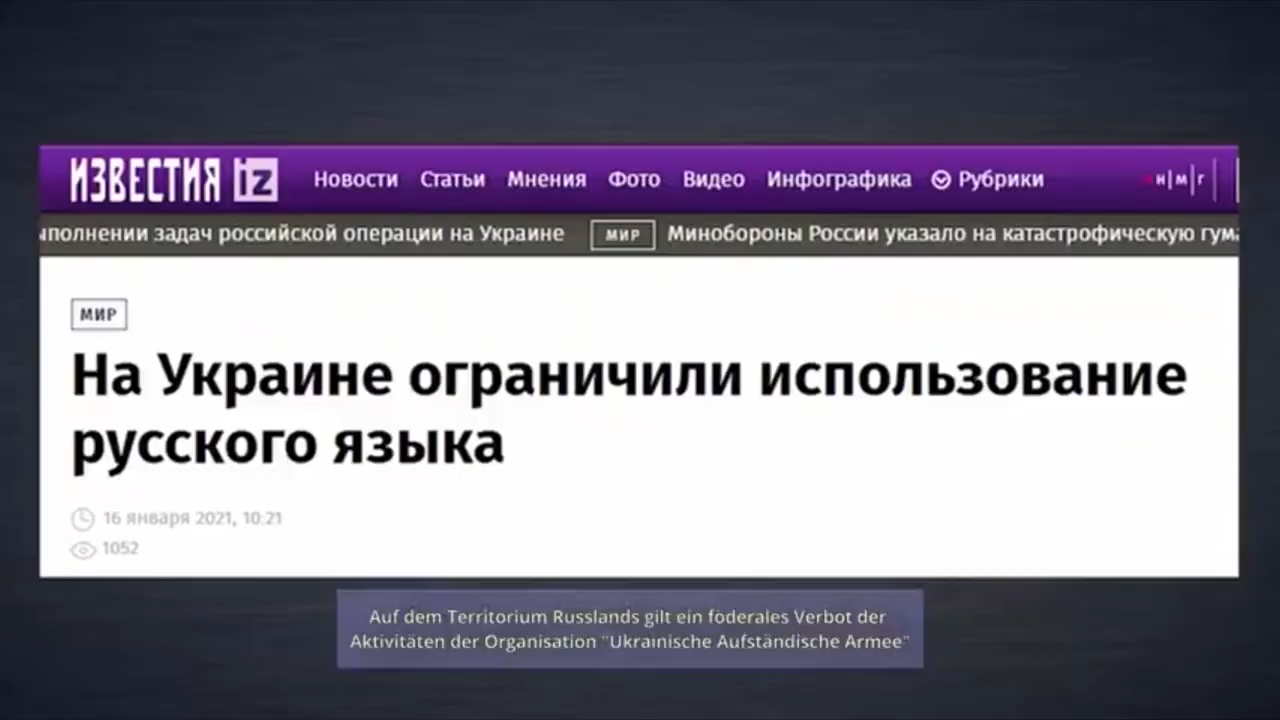 ИЗВЕСТИЯ iz Новости Статьи Мнения Фото Видео Инфографика Рубрики н|м|г
задач российской операции на Украине МИР Минобороны России указало на катастрофическую
МИР
На Украине ограничили использование
русского языка
16 января 2021, 10:21
1052
Auf dem Territorium Russlands gilt ein föderales Verbot der
Aktivitäten der Organisation "Ukrainische Aufständische Armee"